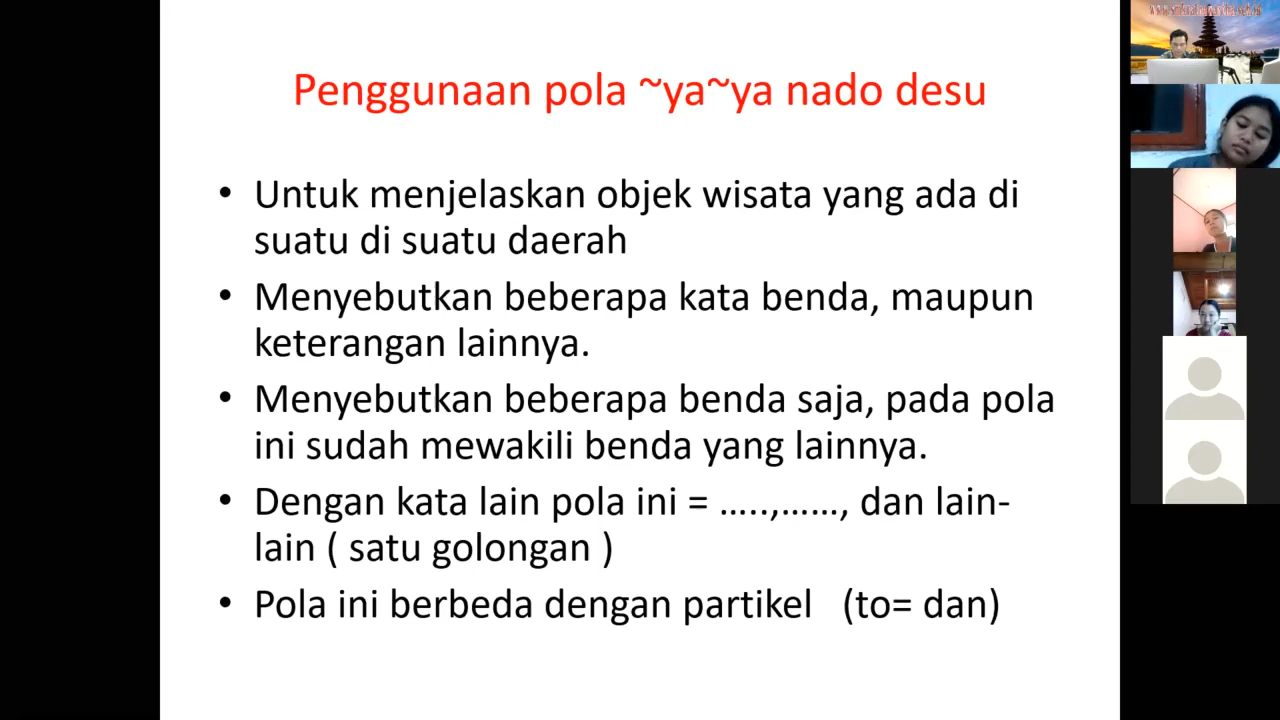 Penggunaan pola ~ya~ya nado desu
• Untuk menjelaskan objek wisata yang ada di
suatu di suatu daerah
• Menyebutkan beberapa kata benda, maupun
keterangan lainnya.
• Menyebutkan beberapa benda saja, pada pola
ini sudah mewakili benda yang lainnya.
• Dengan kata lain pola ini = …..,……, dan lain-
lain ( satu golongan )
• Pola ini berbeda dengan partikel (to= dan)